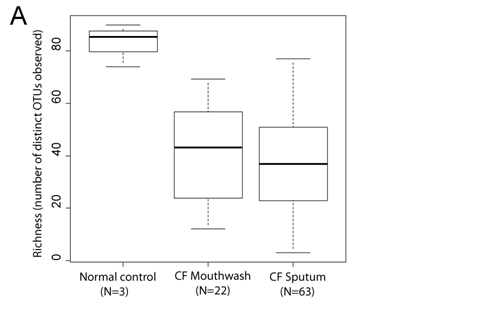 A
Richness (number of distinct OTUs observed)
80
60
40
20
0
Normal control
(N=3)
CF Mouthwash
(N=22)
CF Sputum
(N=63)